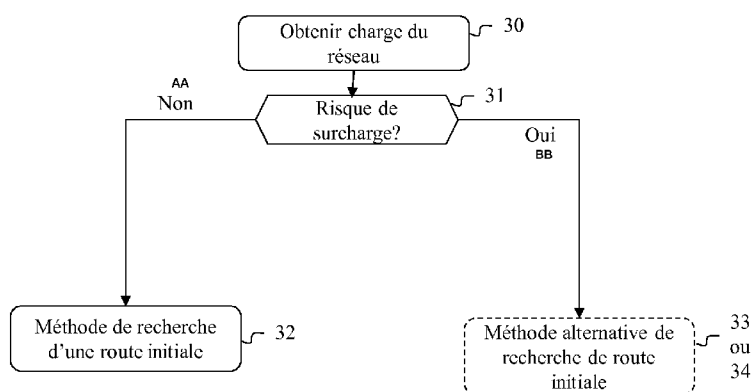 Obtenir charge du
réseau
30
AA
Non
Risque de
surcharge?
31
Oui
BB
Méthode de recherche
d'une route initiale
32
Méthode alternative de
recherche de route
initiale
33
ou
34